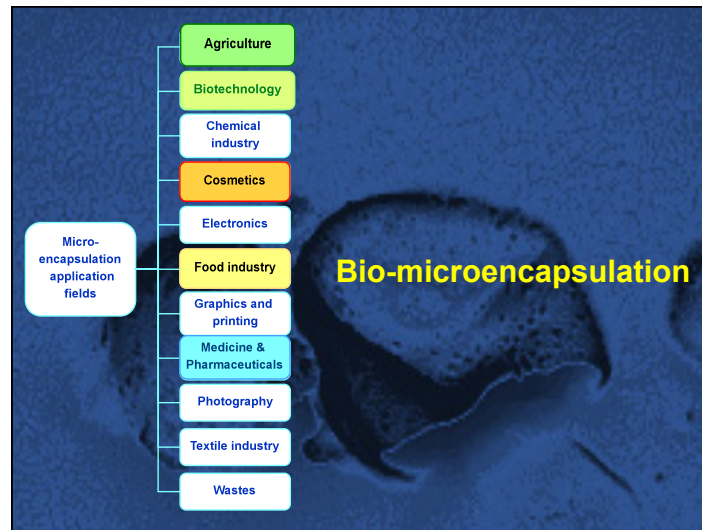 Micro-
encapsulation
application
fields
Agriculture
Biotechnology
Chemical
industry
Cosmetics
Electronics
Food industry
Graphics and
printing
Medicine &
Pharmaceuticals
Photography
Textile industry
Wastes
Bio-microencapsulation